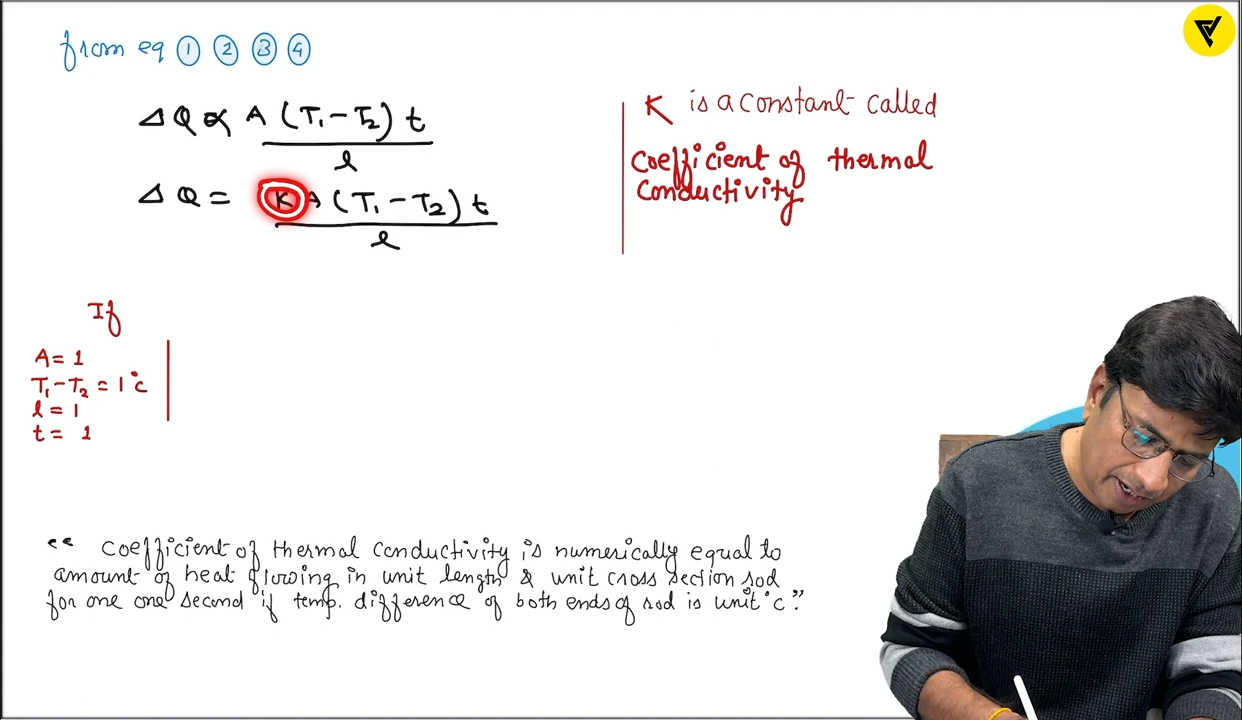 from eq ① ② ③ ④
ΔQ ∝ A (T₁ - T₂) t / l
ΔQ = K A (T₁ - T₂) t / l
K is a constant called
coefficient of thermal
conductivity
If
A = 1
T₁ - T₂ = 1°c
l = 1
t = 1
“ coefficient of thermal conductivity is numerically equal to
amount of heat flowing in unit length & unit cross section rod
for one one second if temp. difference of both ends of rod is unit °c.”